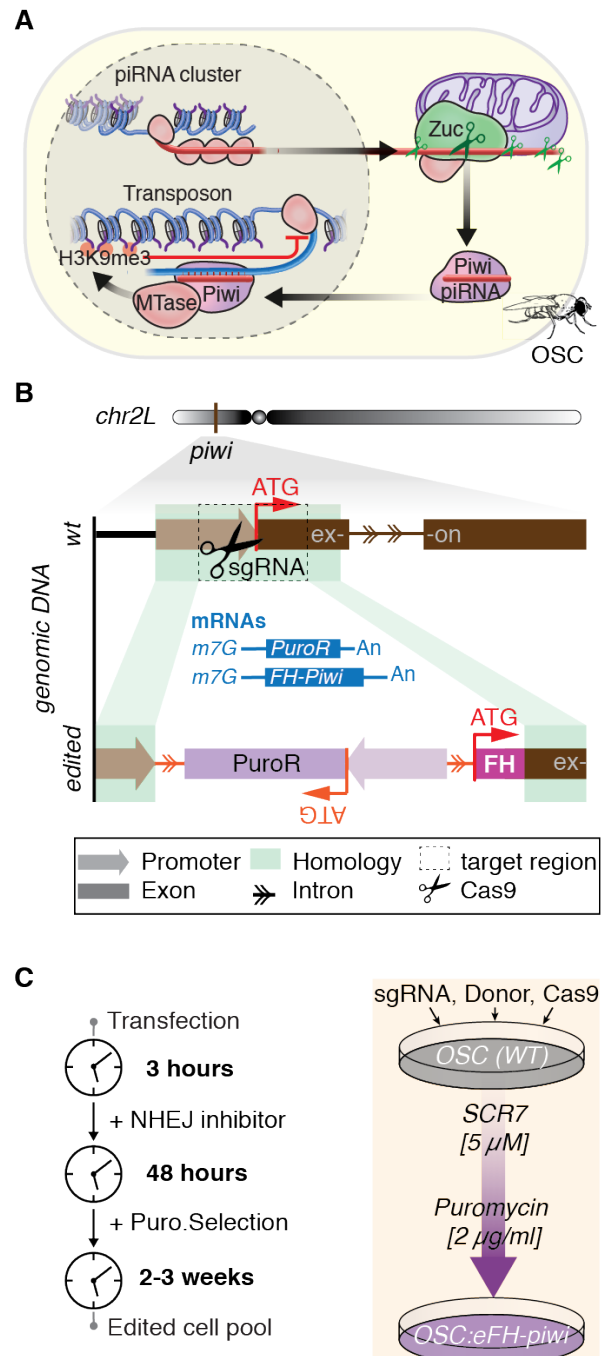 A
piRNA cluster
Zuc
Transposon
H3K9me3
MTase
Piwi
Piwi
piRNA
OSC
B
chr2L
piwi
ATG
wt
ex-
-on
sgRNA
genomic DNA
mRNAs
m7G PuroR An
m7G FH-Piwi An
edited
ATG
PuroR
FH
ex-
ATG
Promoter
Homology
target region
Exon
Intron
Cas9
C
Transfection
3 hours
+ NHEJ inhibitor
48 hours
+ Puro.Selection
2-3 weeks
Edited cell pool
sgRNA, Donor, Cas9
OSC (WT)
SCR7
[5 µM]
Puromycin
[2 µg/ml]
OSC:eFH-piwi